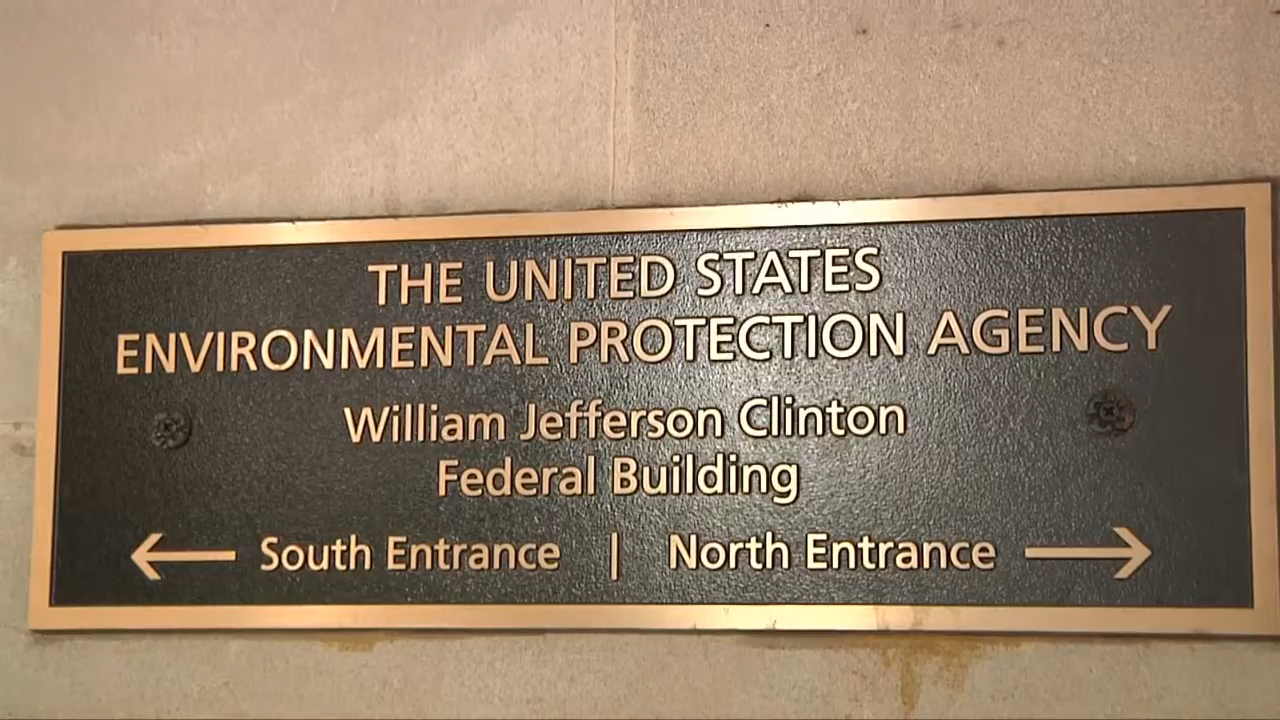 THE UNITED STATES
ENVIRONMENTAL PROTECTION AGENCY
William Jefferson Clinton
Federal Building
← South Entrance | North Entrance →